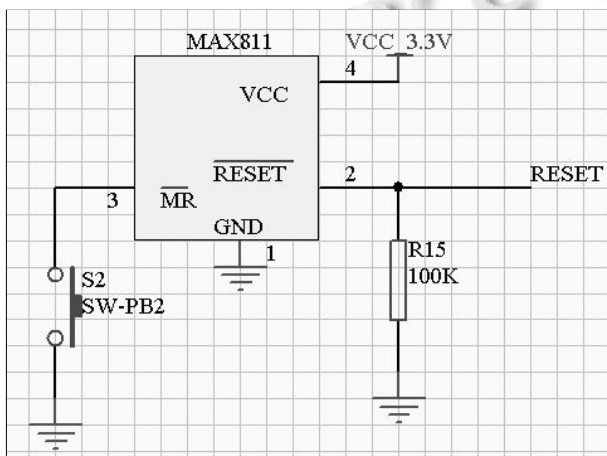 MAX811
VCC 3.3V
4
VCC
RESET
2
RESET
3
MR
GND
1
S2
SW-PB2
R15
100K